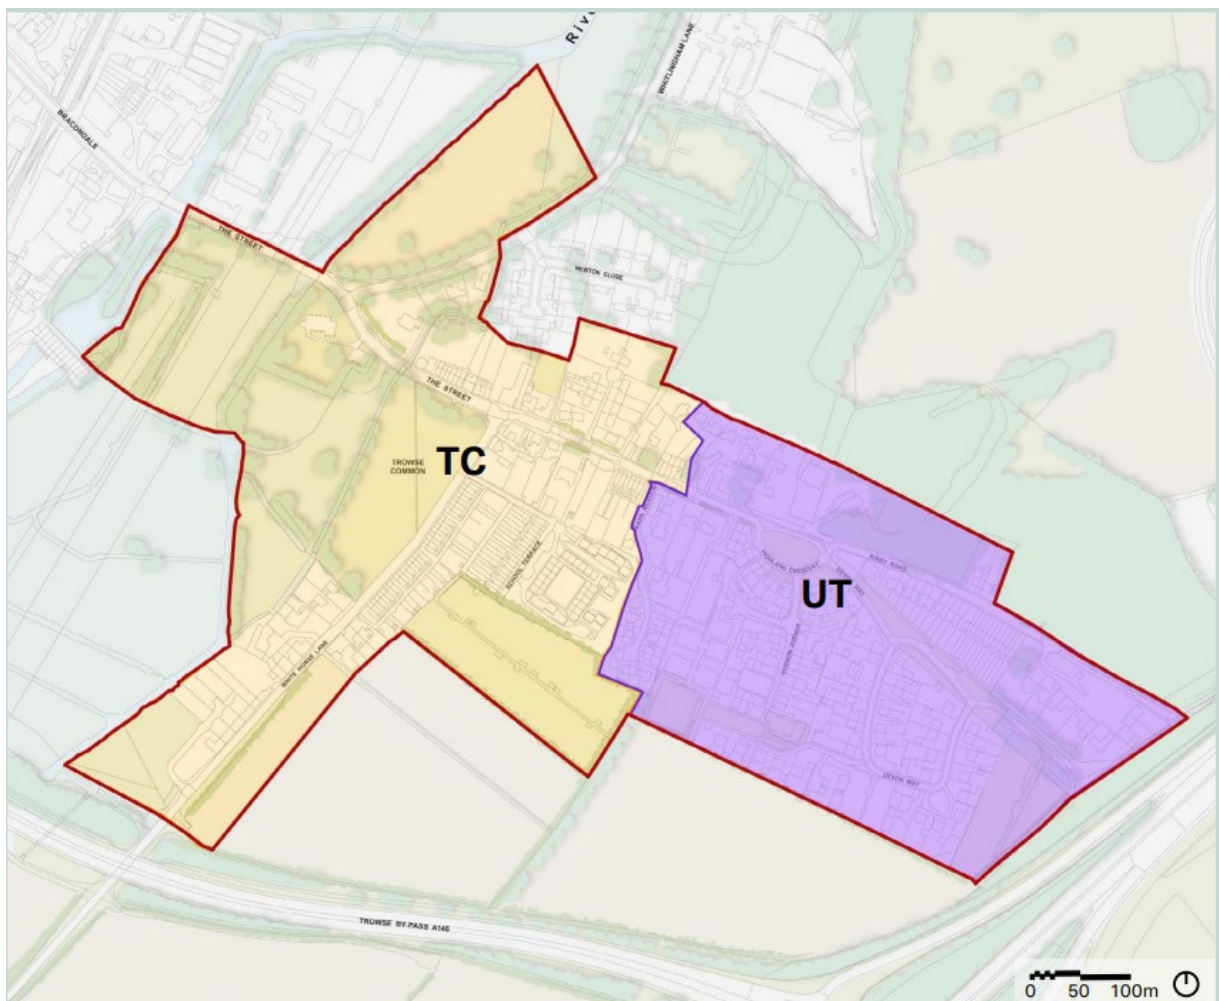 Rive
WHITLINGHAM LANE
BRACONDALE
THE STREET
NEWTON CLOSE
THE STREET
TROWSE
COMMON
TC
SCHOOL TERRACE
WHITE HORSE LANE
KIRBY ROAD
HIGHLAND CRESCENT
DEVON WAY
UT
DEVON WAY
TROWSE BY-PASS A146
0 50 100m